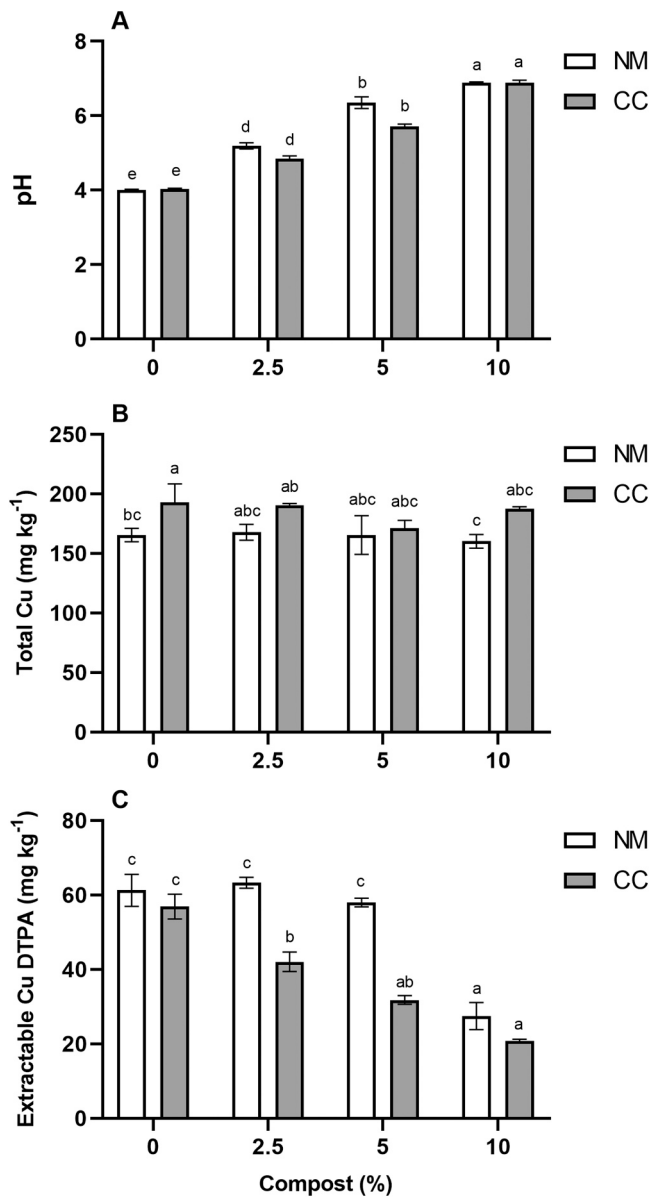 A
8
6
4
2
0
pH
e e d d b b a a
NM
CC
0 2.5 5 10
B
250
200
150
100
50
0
Total Cu (mg kg⁻¹)
bc a abc ab abc abc c abc
NM
CC
0 2.5 5 10
C
80
60
40
20
0
Extractable Cu DTPA (mg kg⁻¹)
c c c b c ab a a
NM
CC
0 2.5 5 10
Compost (%)